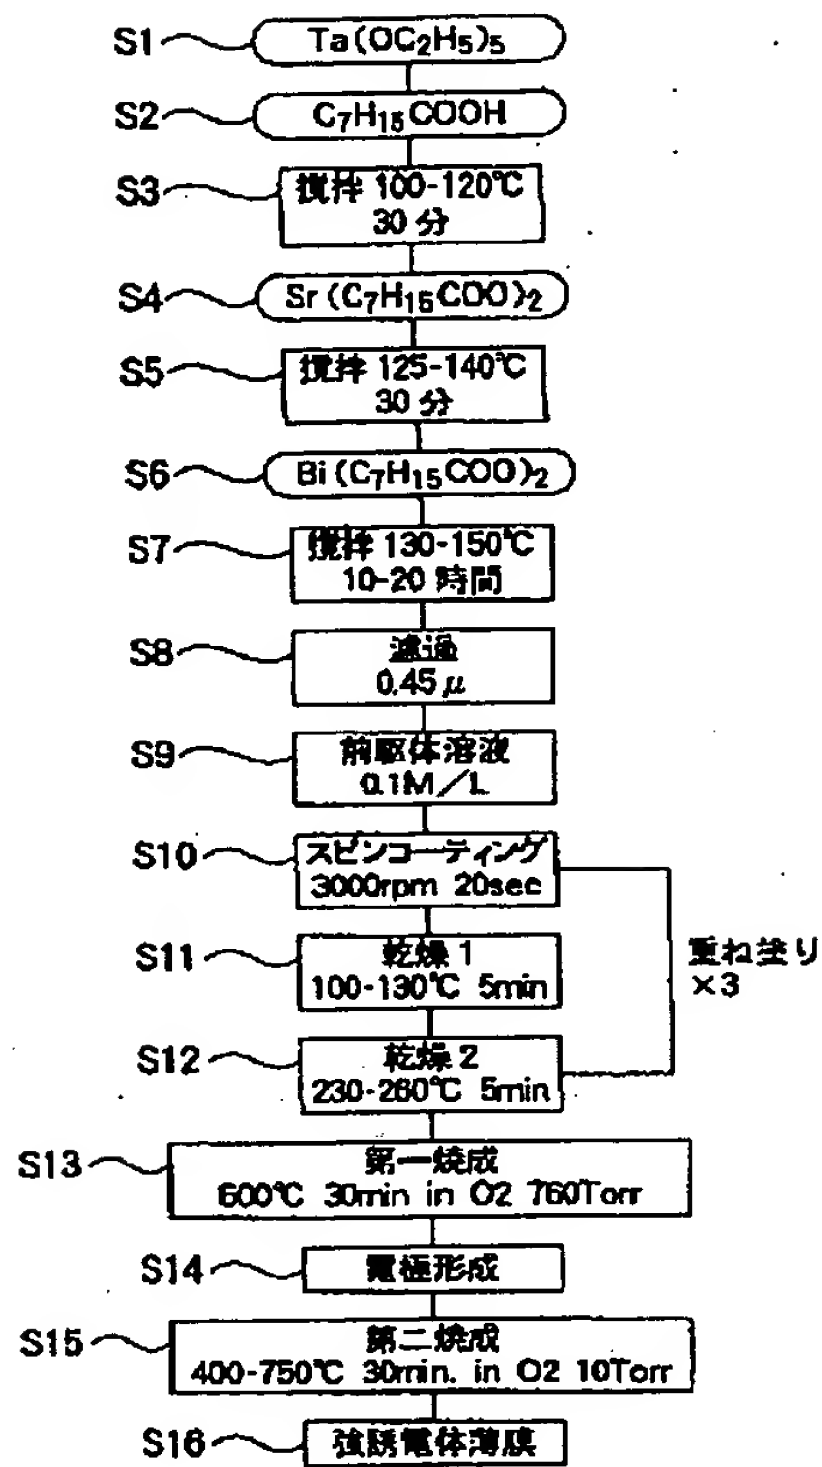 S1
Ta(OC2H5)5
S2
C7H15COOH
S3
攪拌 100-120℃
30 分
S4
Sr(C7H15COO)2
S5
攪拌 125-140℃
30 分
S6
Bi(C7H15COO)2
S7
攪拌 130-150℃
10-20 時間
S8
濾過
0.45 μ
S9
前駆体溶液
0.1M/L
S10
スピンコーティング
3000rpm 20sec
S11
乾燥 1
100-130℃ 5min
重ね塗り
×3
S12
乾燥 2
230-260℃ 5min
S13
第一焼成
600℃ 30min in O2 760Torr
S14
電極形成
S15
第二焼成
400-750℃ 30min. in O2 10Torr
S16
強誘電体薄膜